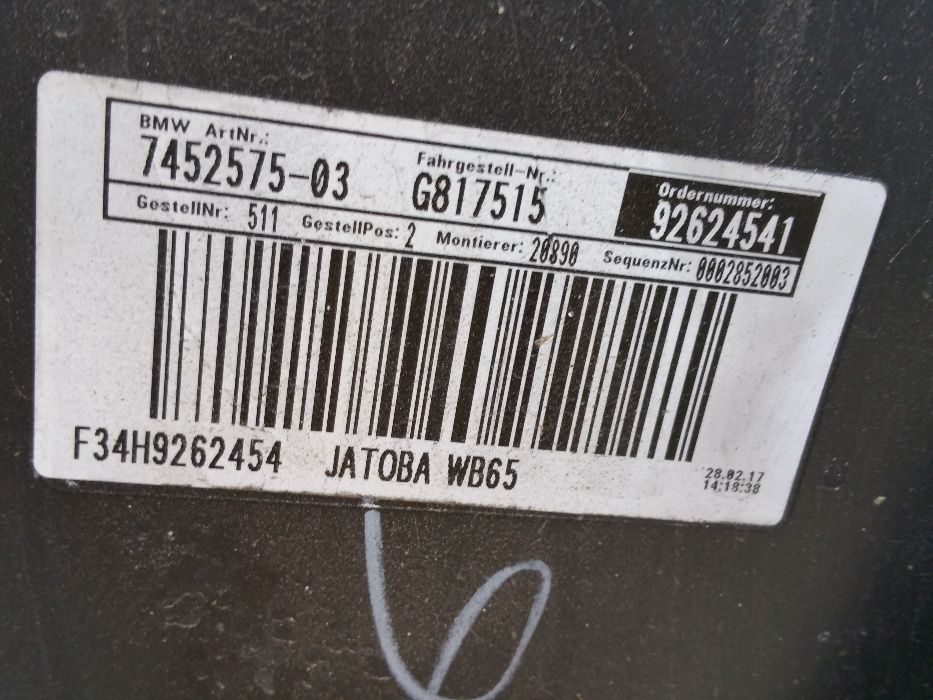 BMW ArtNr.: Fahrgestell-Nr.: Ordernummer:
7452575-03 G817515 92624541
GestellNr: 511 GestellPos: 2 Montierer: 20890 SequenzNr: 0002852003
F34H9262454 JATOBA WB65
28.02.17
14:18:38
6